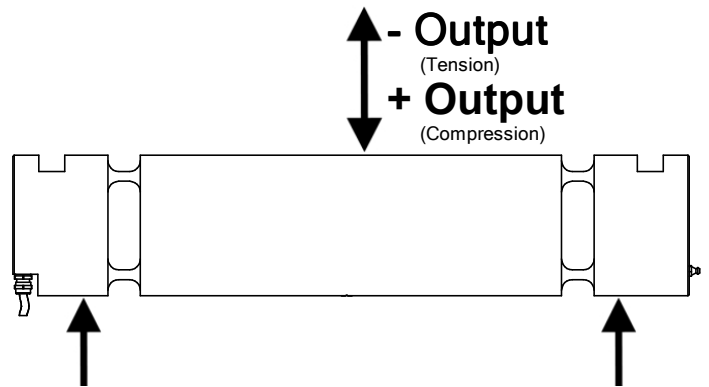 - Output
(Tension)
+ Output
(Compression)